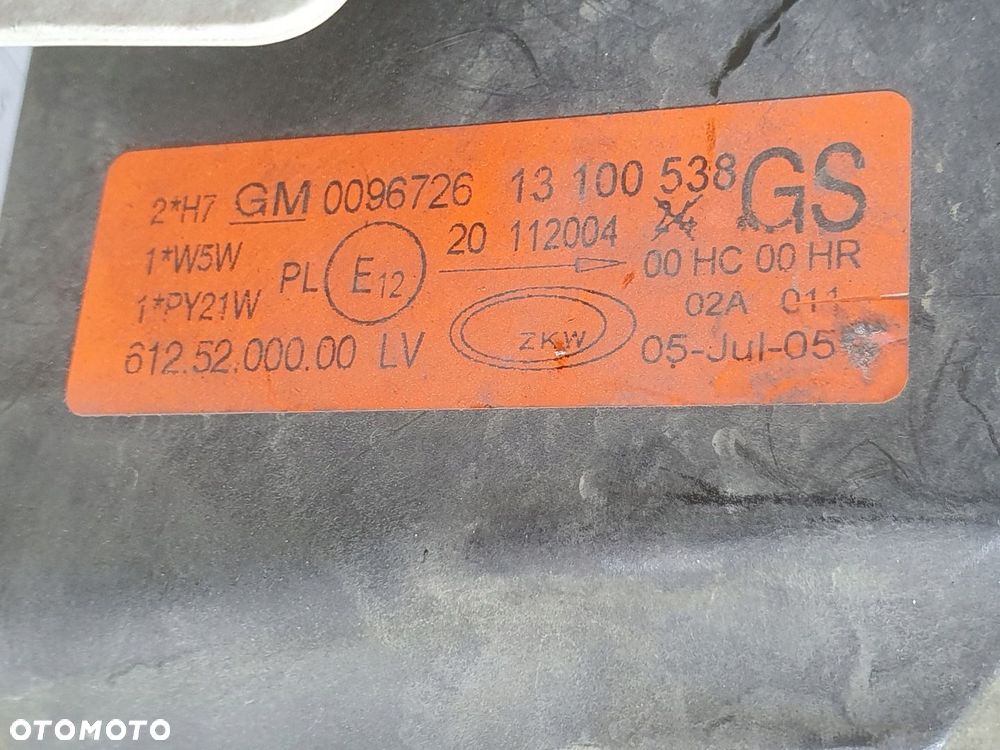 2*H7 GM 0096726 13 100 538 GS
1*W5W PL E12 20 112004 24 00 HC 00 HR
1*PY21W ZKW 02A 011
612.52.000.00 LV 05-Jul-05
OTOMOTO